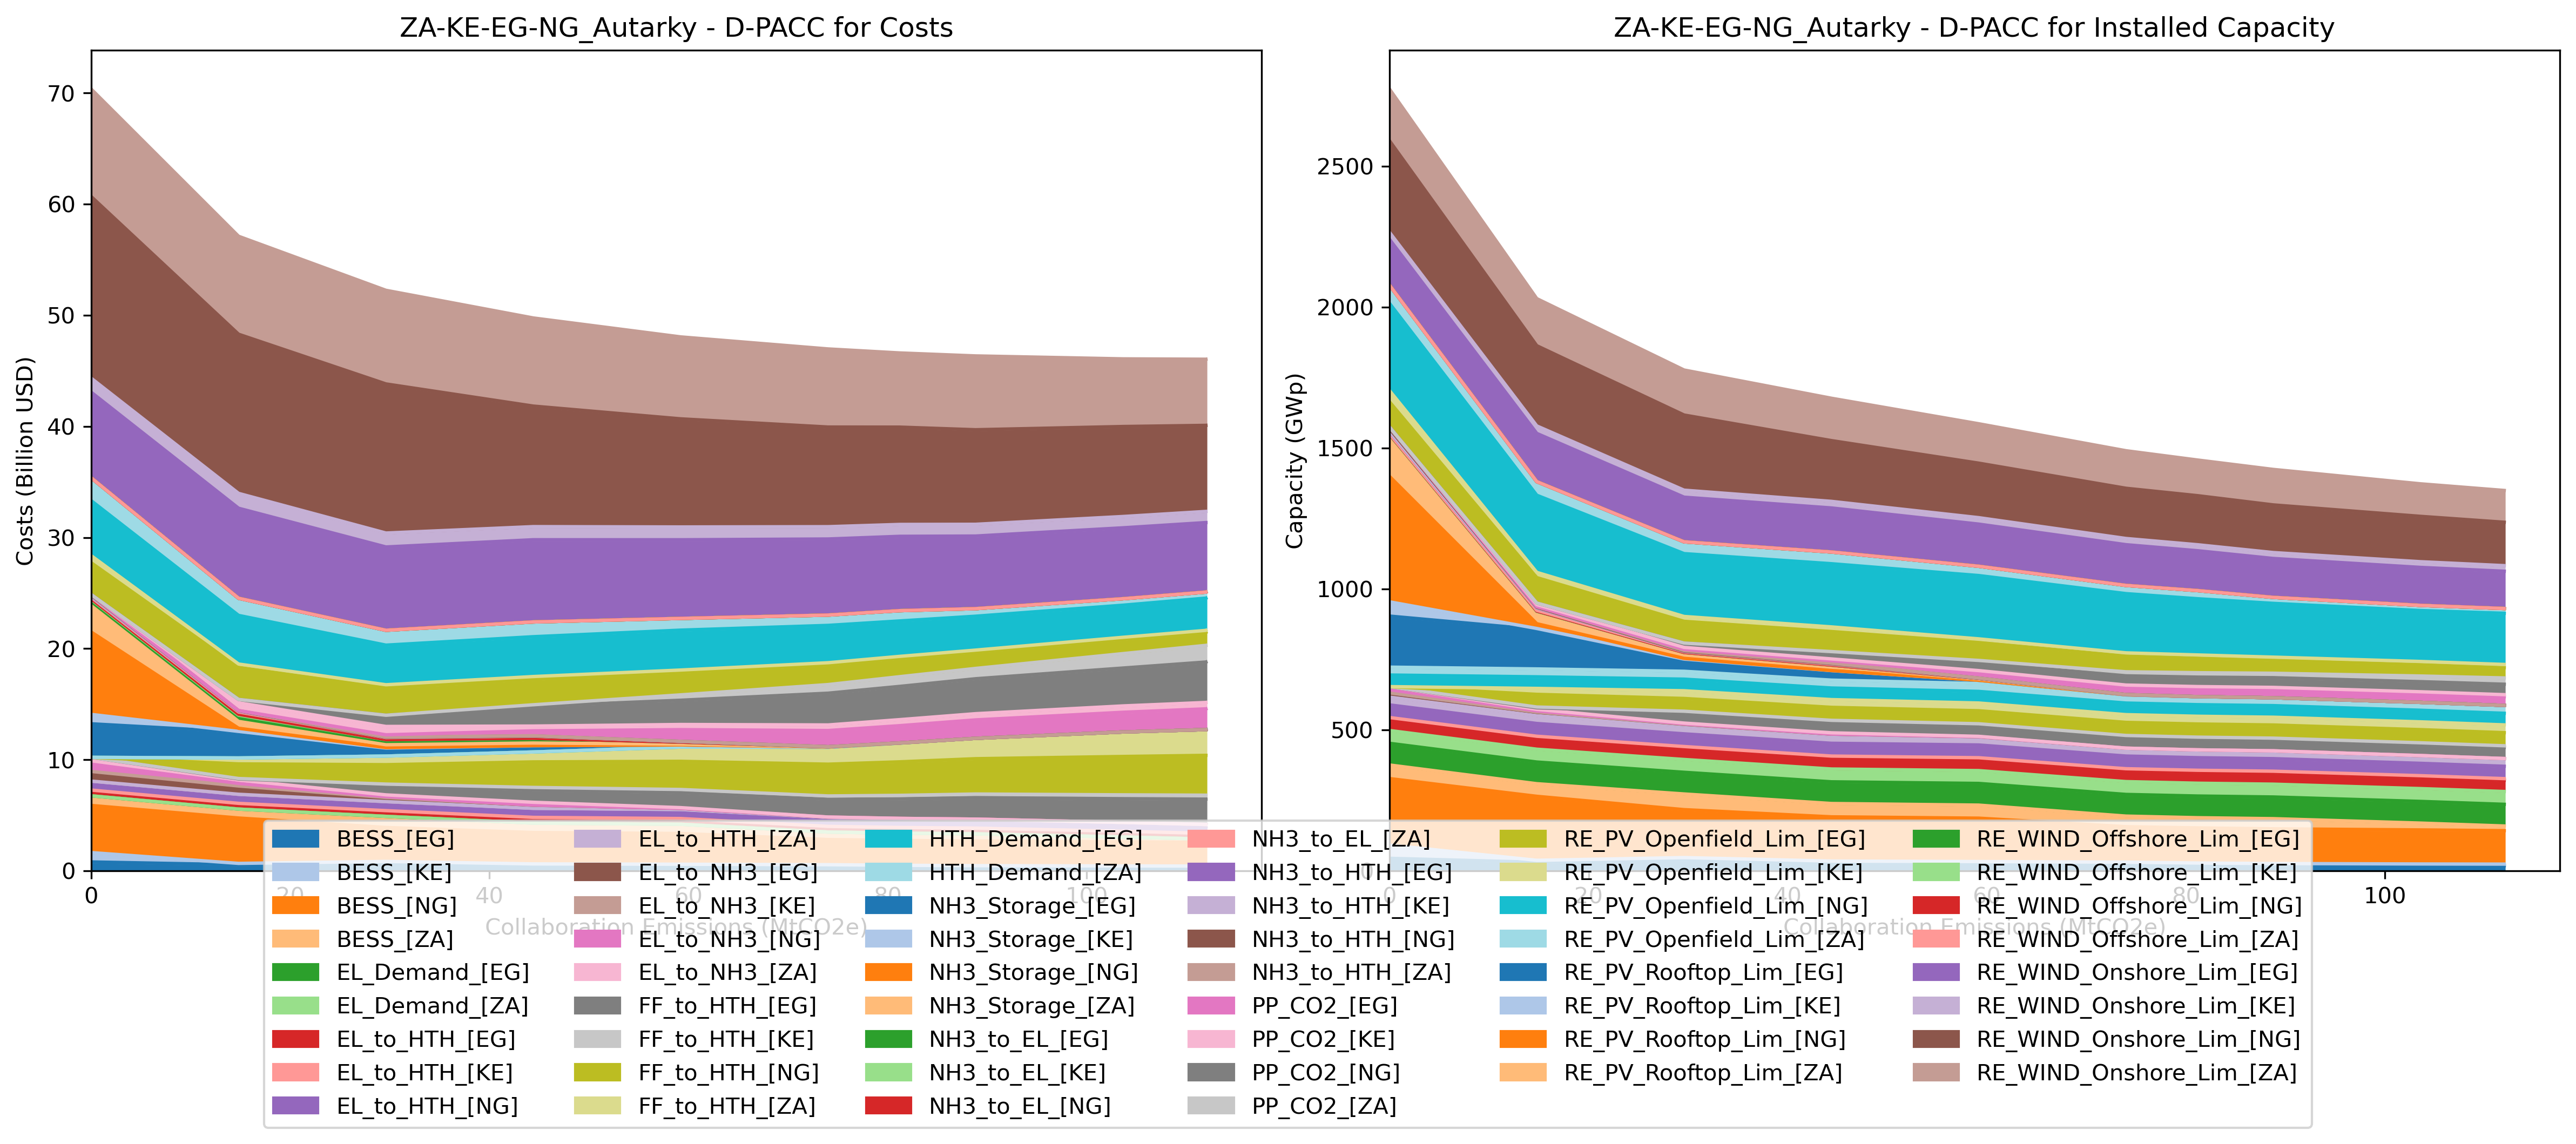 ZA-KE-EG-NG_Autarky - D-PACC for Costs
70
60
50
40
30
20
10
0
Costs (Billion USD)
0 20 40 60 80 100
Collaboration Emissions (MtCO2e)
ZA-KE-EG-NG_Autarky - D-PACC for Installed Capacity
2500
2000
1500
1000
500
0
Capacity (GWp)
0 20 40 60 80 100
Collaboration Emissions (MtCO2e)
BESS_[EG]
BESS_[KE]
BESS_[NG]
BESS_[ZA]
EL_Demand_[EG]
EL_Demand_[ZA]
EL_to_HTH_[EG]
EL_to_HTH_[KE]
EL_to_HTH_[NG]
EL_to_HTH_[ZA]
EL_to_NH3_[EG]
EL_to_NH3_[KE]
EL_to_NH3_[NG]
EL_to_NH3_[ZA]
FF_to_HTH_[EG]
FF_to_HTH_[KE]
FF_to_HTH_[NG]
FF_to_HTH_[ZA]
HTH_Demand_[EG]
HTH_Demand_[ZA]
NH3_Storage_[EG]
NH3_Storage_[KE]
NH3_Storage_[NG]
NH3_Storage_[ZA]
NH3_to_EL_[EG]
NH3_to_EL_[KE]
NH3_to_EL_[NG]
NH3_to_EL_[ZA]
NH3_to_HTH_[EG]
NH3_to_HTH_[KE]
NH3_to_HTH_[NG]
NH3_to_HTH_[ZA]
PP_CO2_[EG]
PP_CO2_[KE]
PP_CO2_[NG]
PP_CO2_[ZA]
RE_PV_Openfield_Lim_[EG]
RE_PV_Openfield_Lim_[KE]
RE_PV_Openfield_Lim_[NG]
RE_PV_Openfield_Lim_[ZA]
RE_PV_Rooftop_Lim_[EG]
RE_PV_Rooftop_Lim_[KE]
RE_PV_Rooftop_Lim_[NG]
RE_PV_Rooftop_Lim_[ZA]
RE_WIND_Offshore_Lim_[EG]
RE_WIND_Offshore_Lim_[KE]
RE_WIND_Offshore_Lim_[NG]
RE_WIND_Offshore_Lim_[ZA]
RE_WIND_Onshore_Lim_[EG]
RE_WIND_Onshore_Lim_[KE]
RE_WIND_Onshore_Lim_[NG]
RE_WIND_Onshore_Lim_[ZA]